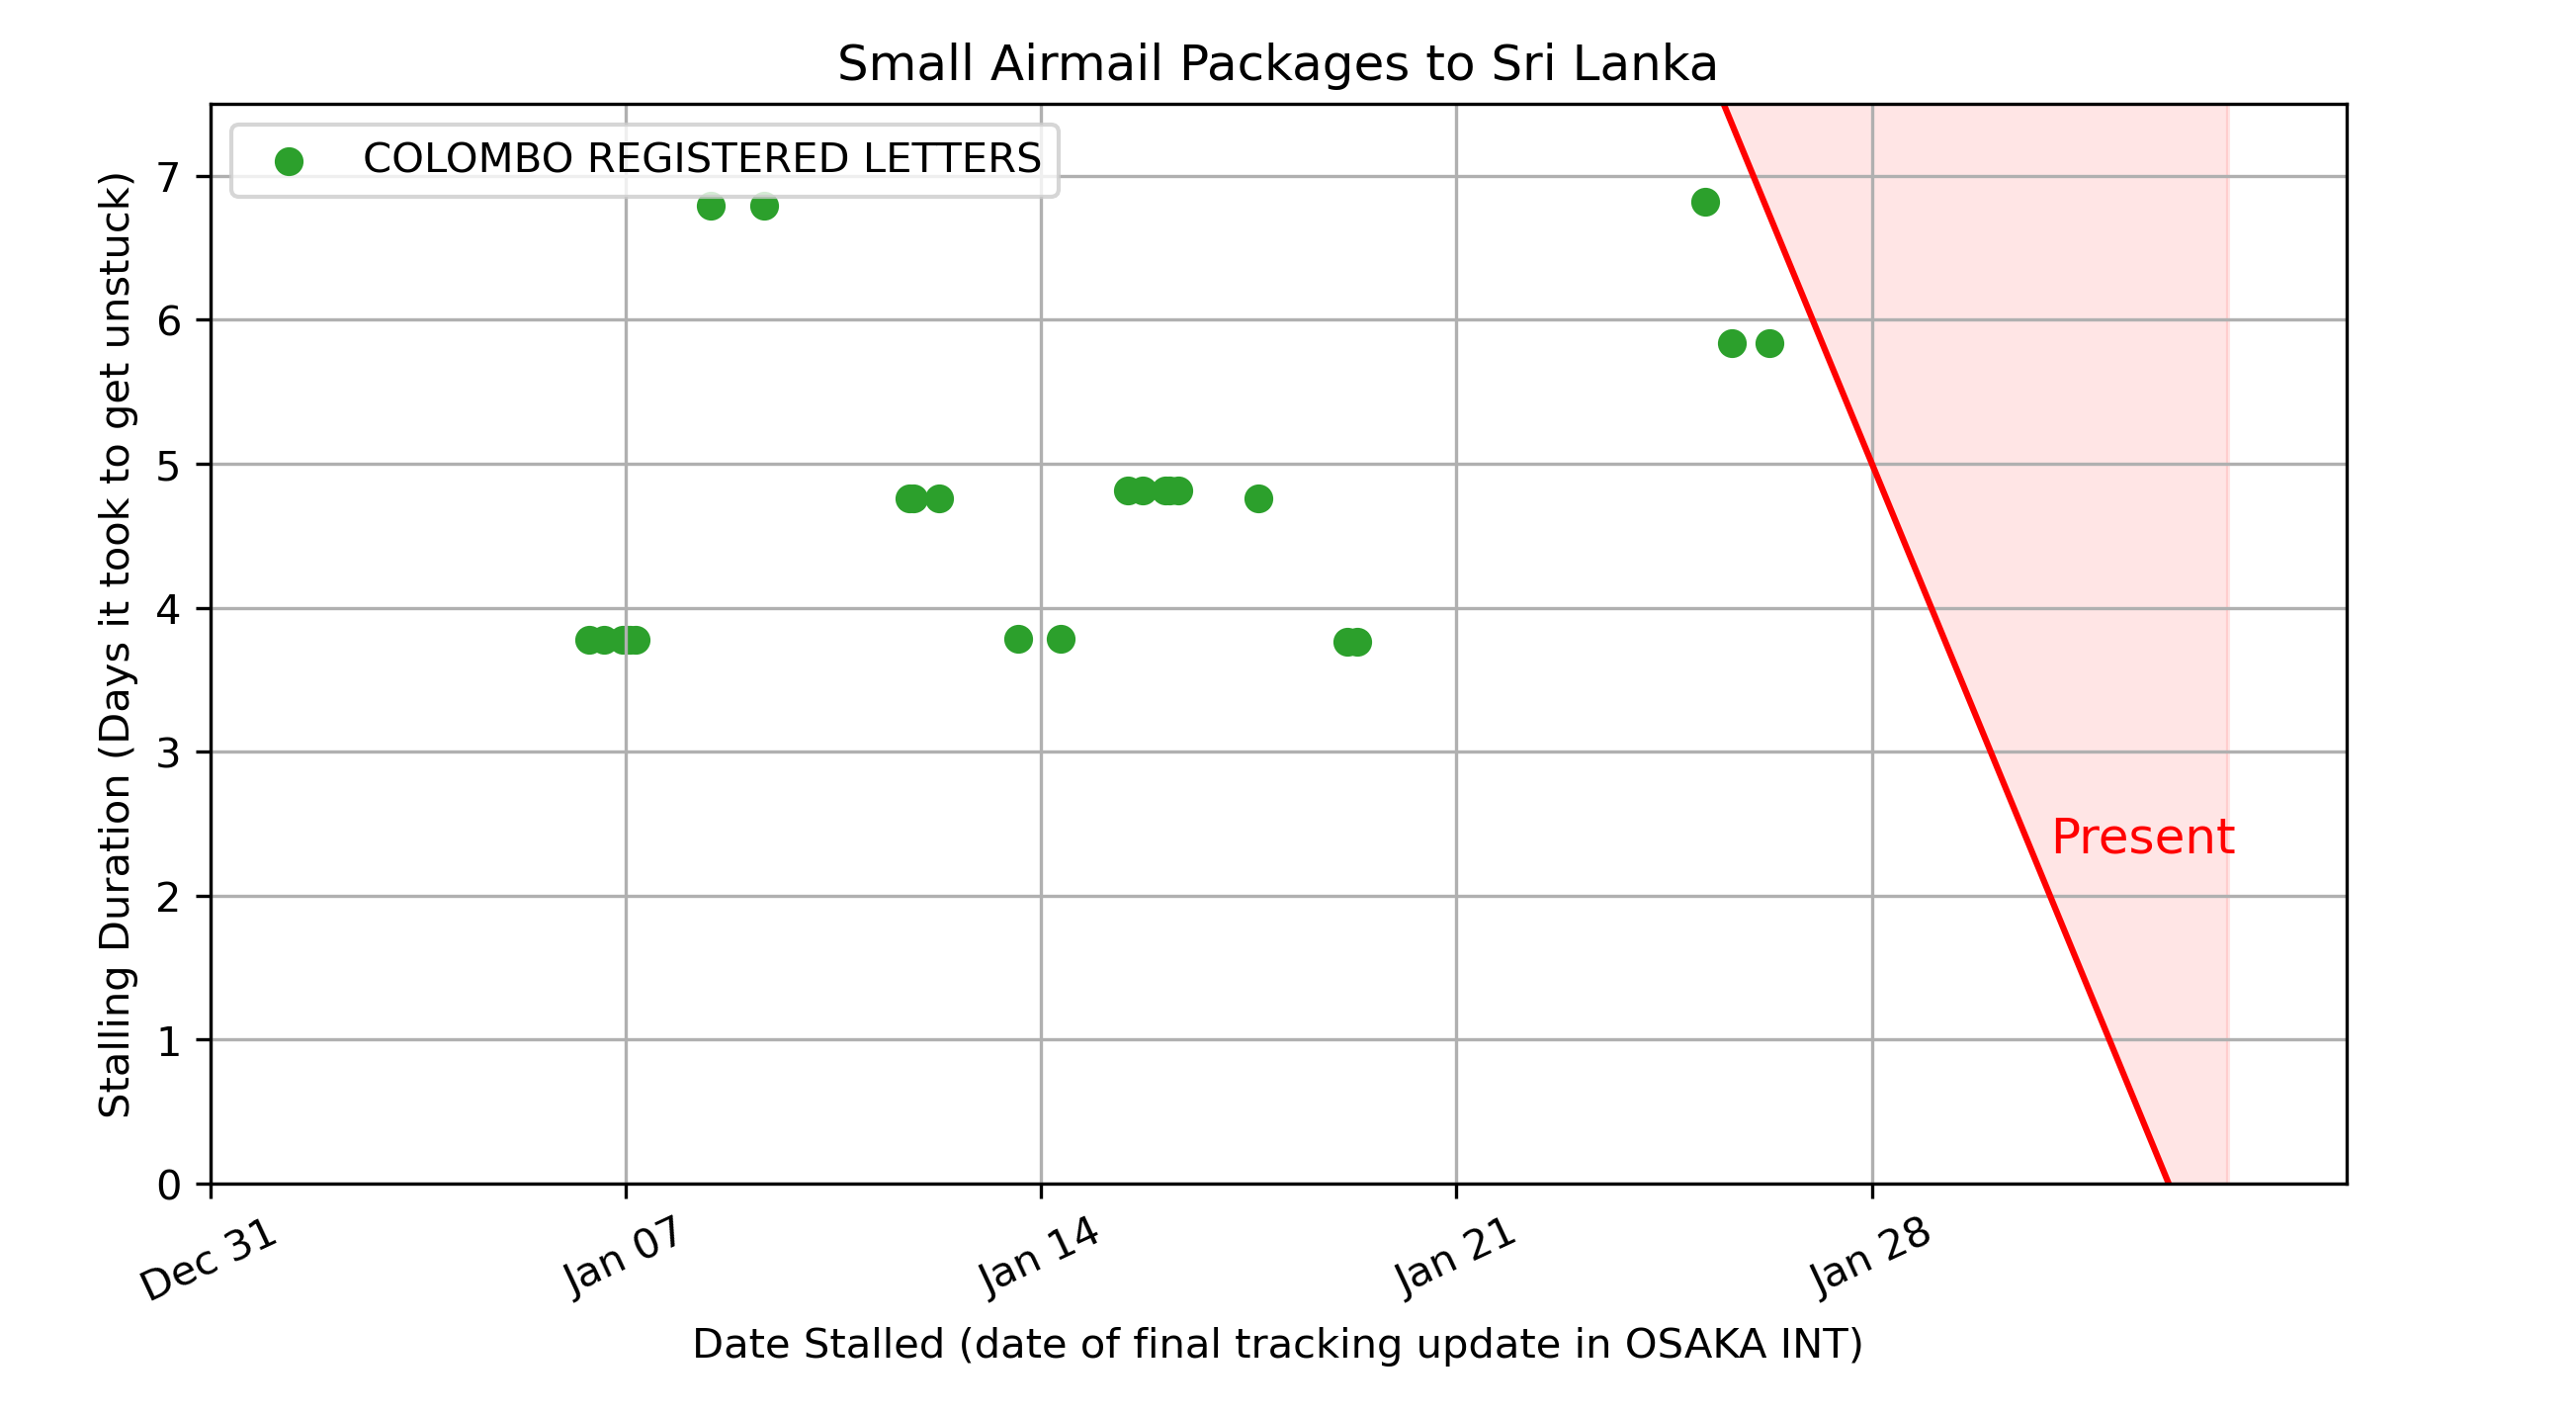 Small Airmail Packages to Sri Lanka
COLOMBO REGISTERED LETTERS
Stalling Duration (Days it took to get unstuck)
7
6
5
4
3
2
1
0
Present
Dec 31
Jan 07
Jan 14
Jan 21
Jan 28
Date Stalled (date of final tracking update in OSAKA INT)